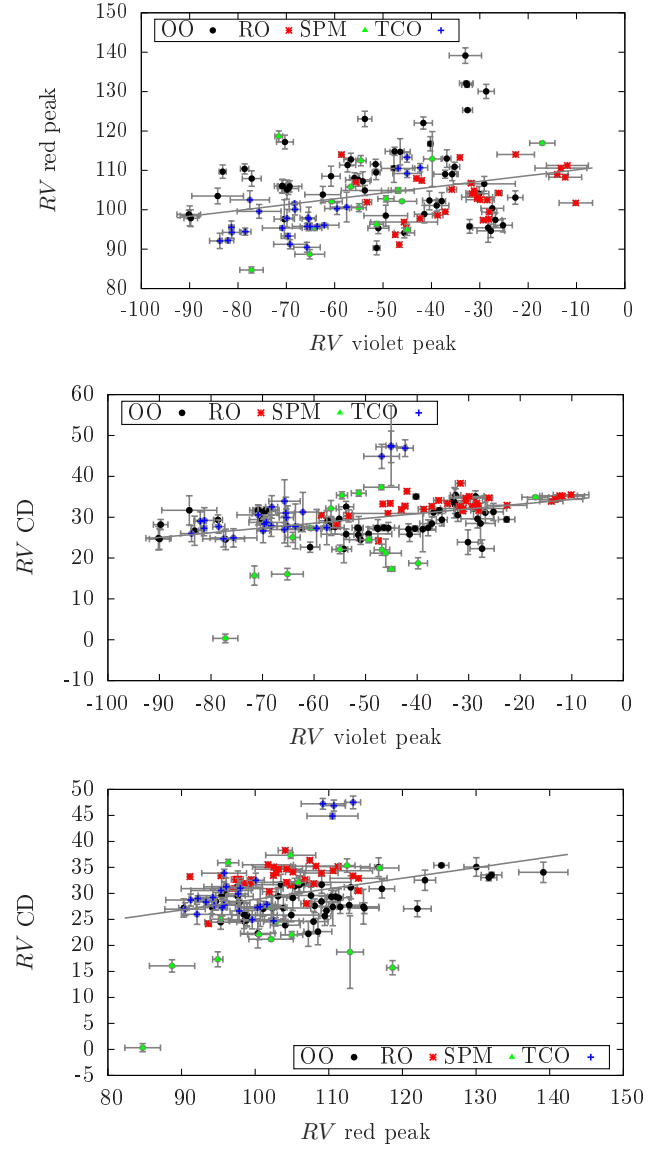 OO RO SPM TCO
150
140
130
120
110
100
90
80
RV red peak
-100 -90 -80 -70 -60 -50 -40 -30 -20 -10 0
RV violet peak
OO RO SPM TCO
60
50
40
30
20
10
0
-10
RV CD
-100 -90 -80 -70 -60 -50 -40 -30 -20 -10 0
RV violet peak
50
45
40
35
30
25
20
15
10
5
0
-5
RV CD
OO RO SPM TCO
80 90 100 110 120 130 140 150
RV red peak